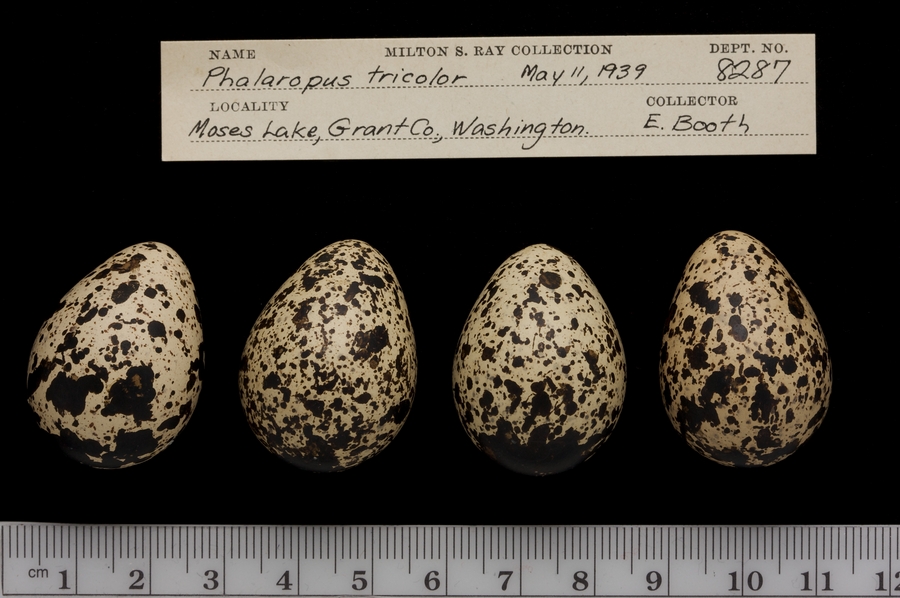 NAME MILTON S. RAY COLLECTION DEPT. NO.
Phalaropus tricolor May 11, 1939 8287
LOCALITY COLLECTOR
Moses Lake, Grant Co., Washington. E. Booth
cm 1 2 3 4 5 6 7 8 9 10 11 12